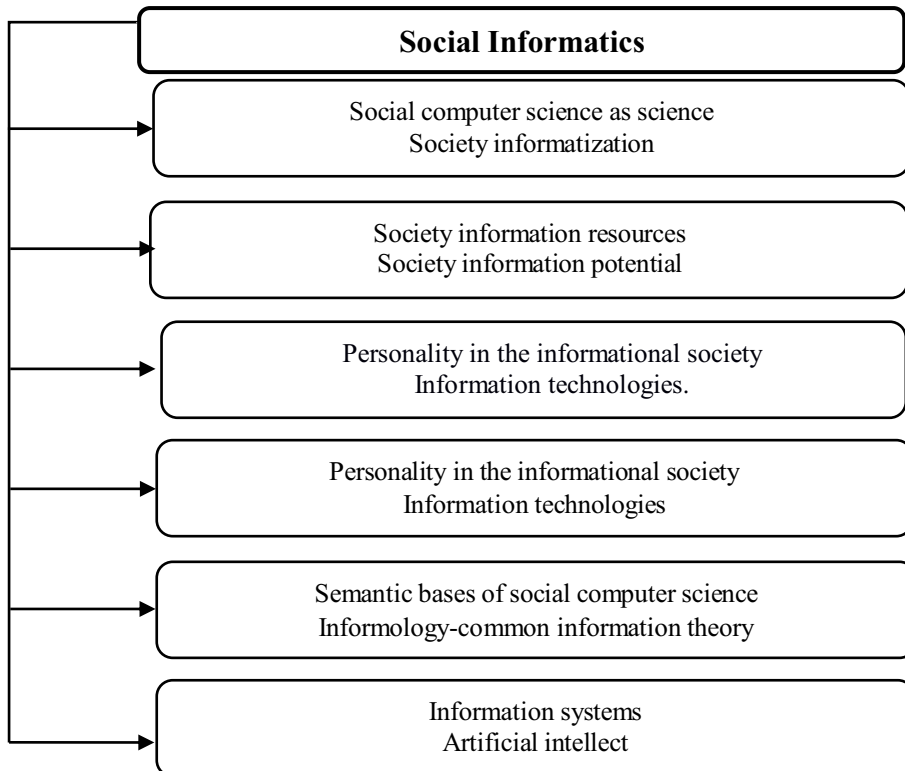 Social Informatics
Social computer science as science
Society informatization
Society information resources
Society information potential
Personality in the informational society
Information technologies.
Personality in the informational society
Information technologies
Semantic bases of social computer science
Informology-common information theory
Information systems
Artificial intellect